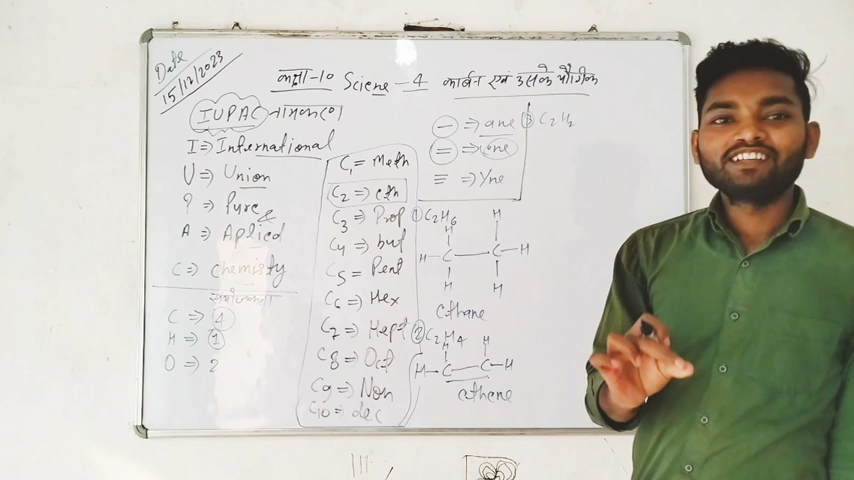 Date
15/12/2023
कक्षा-10 Sciene-4 कार्बन एवं उसके यौगिक
IUPAC नामकरण
I => International
U => Union
P => Pure &
A => Aplied
C => Chemisty
संयोजकता
C => 4
H => 1
O => 2
C1 = Meth
C2 => eth
C3 => Prop
C4 => but
C5 => Pent
C6 => Hex
C7 => Hept
C8 => Oct
C9 => Non
C10 => dec
— => ane
= => ene
≡ => Yne
① C2H6
H H
H — C — C — H
H H
ethane
② C2H4
H H
H — C = C — H
ethene
③ C2H2